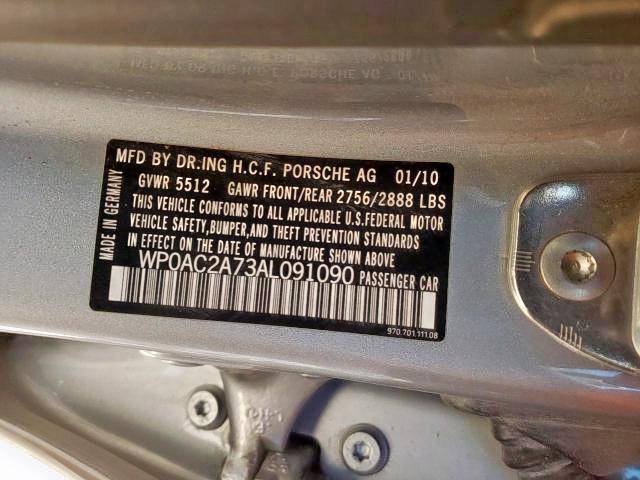 MFD BY DR.ING H.C.F. PORSCHE AG 01/10
GVWR 5512 GAWR FRONT/REAR 2756/2888 LBS
THIS VEHICLE CONFORMS TO ALL APPLICABLE U.S.FEDERAL MOTOR
VEHICLE SAFETY,BUMPER,AND THEFT PREVENTION STANDARDS
IN EFFECT ON THE DATE OF MANUFACTURE SHOWN ABOVE
WP0AC2A73AL091090 PASSENGER CAR
970.701.111.08
MADE IN GERMANY